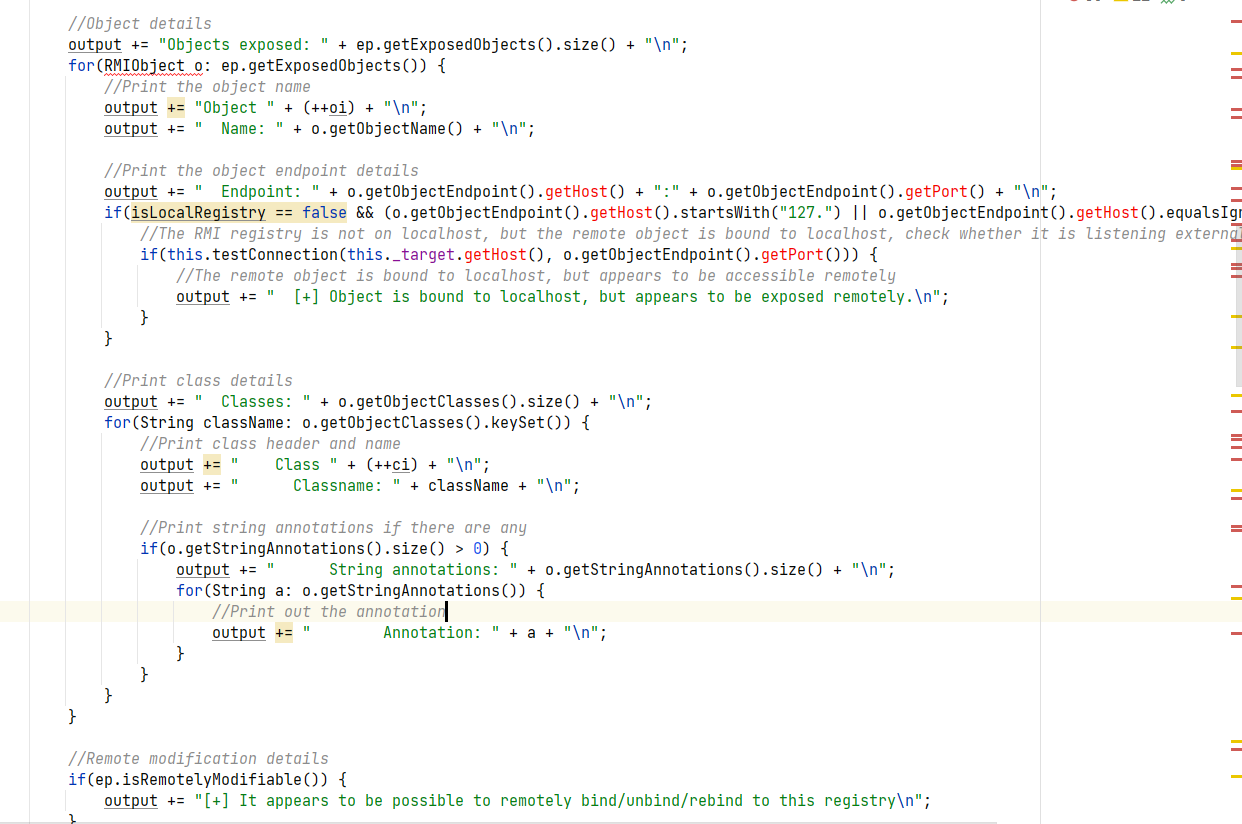 //Object details
output += "Objects exposed: " + ep.getExposedObjects().size() + "\n";
for(RMIObject o: ep.getExposedObjects()) {
//Print the object name
output += "Object " + (++oi) + "\n";
output += "  Name: " + o.getObjectName() + "\n";
//Print the object endpoint details
output += "  Endpoint: " + o.getObjectEndpoint().getHost() + ":" + o.getObjectEndpoint().getPort() + "\n";
if(isLocalRegistry == false && (o.getObjectEndpoint().getHost().startsWith("127.") || o.getObjectEndpoint().getHost().equalsIgn
//The RMI registry is not on localhost, but the remote object is bound to localhost, check whether it is listening externa
if(this.testConnection(this._target.getHost(), o.getObjectEndpoint().getPort())) {
//The remote object is bound to localhost, but appears to be accessible remotely
output += "  [+] Object is bound to localhost, but appears to be exposed remotely.\n";
}
}
//Print class details
output += "  Classes: " + o.getObjectClasses().size() + "\n";
for(String className: o.getObjectClasses().keySet()) {
//Print class header and name
output += "    Class " + (++ci) + "\n";
output += "      Classname: " + className + "\n";
//Print string annotations if there are any
if(o.getStringAnnotations().size() > 0) {
output += "      String annotations: " + o.getStringAnnotations().size() + "\n";
for(String a: o.getStringAnnotations()) {
//Print out the annotation
output += "        Annotation: " + a + "\n";
}
}
}
}
//Remote modification details
if(ep.isRemotelyModifiable()) {
output += "[+] It appears to be possible to remotely bind/unbind/rebind to this registry\n";
}